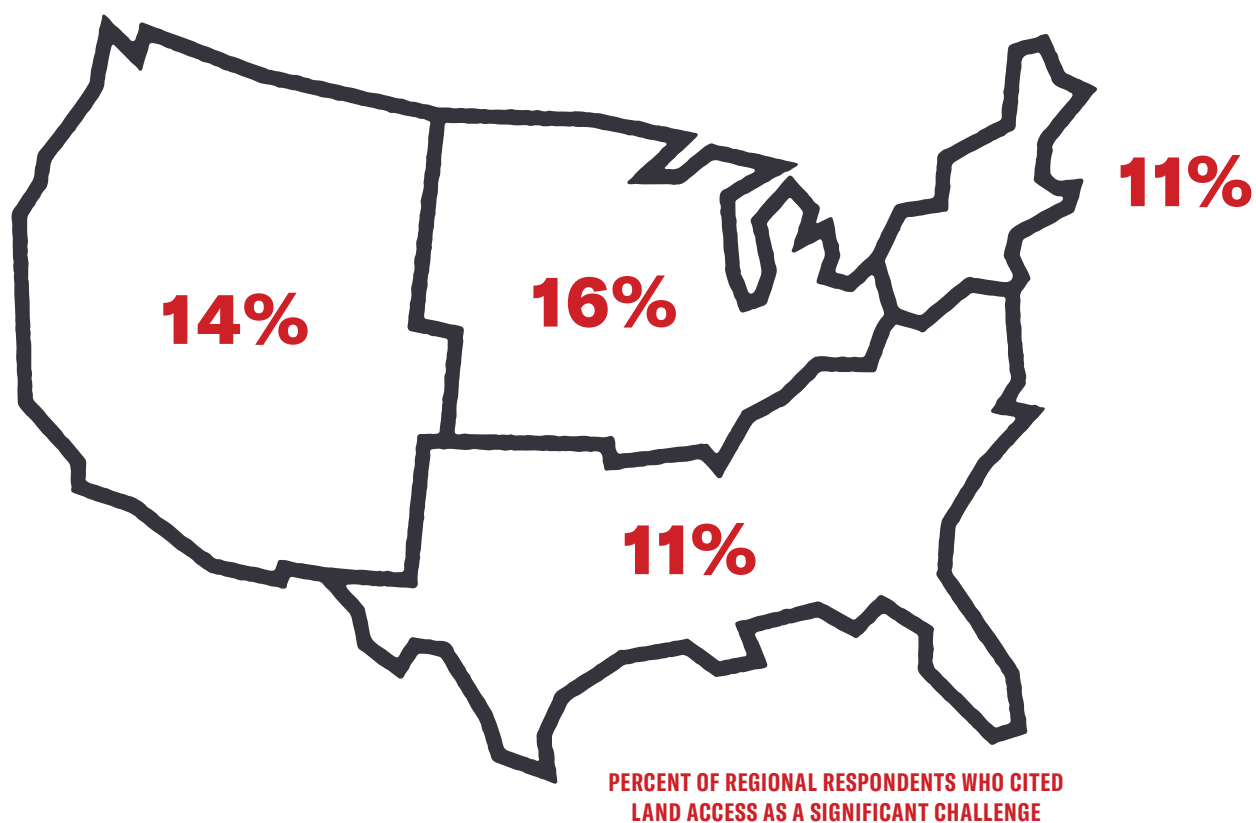 11%
14%
16%
11%
PERCENT OF REGIONAL RESPONDENTS WHO CITED
LAND ACCESS AS A SIGNIFICANT CHALLENGE